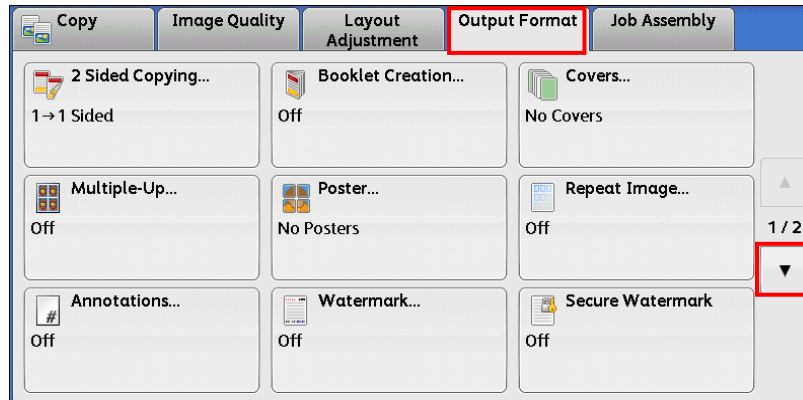 Copy
Image Quality
Layout
Adjustment
Output Format
Job Assembly
2 Sided Copying...
1→1 Sided
Booklet Creation...
Off
Covers...
No Covers
Multiple-Up...
Off
Poster...
No Posters
Repeat Image...
Off
1/2
Annotations...
#
Off
Watermark...
Off
Secure Watermark
Off